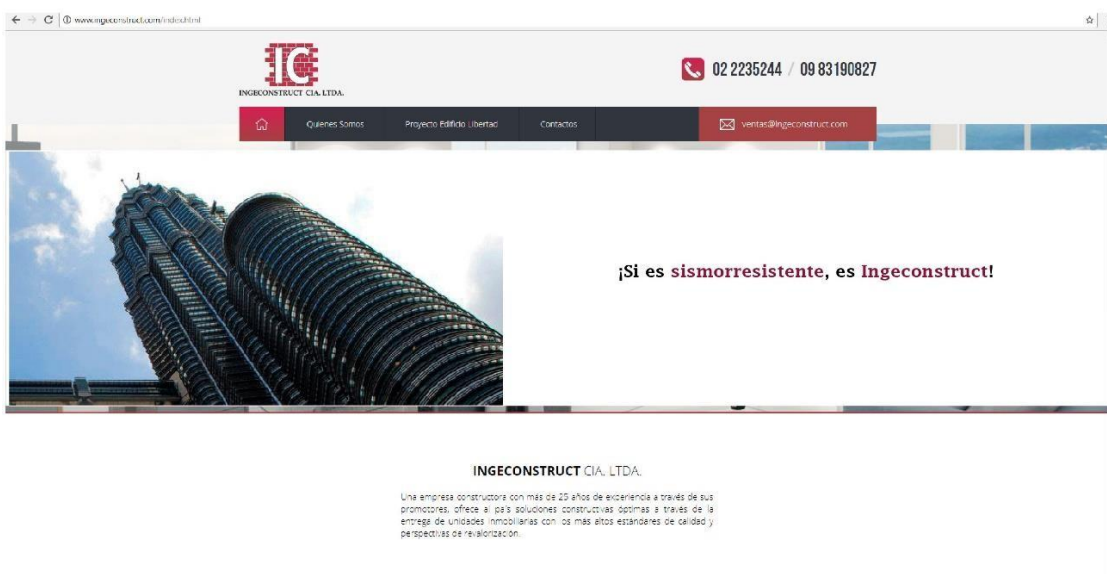 www.ingeconstruct.com/index.html
IC
INGECONSTRUCT CIA. LTDA.
02 2235244 / 09 83190827
Quienes Somos
Proyecto Edificio Libertad
Contactos
ventas@ingeconstruct.com
¡Si es sismorresistente, es Ingeconstruct!
INGECONSTRUCT CIA. LTDA.
Una empresa constructora con más de 25 años de experiencia a través de sus
promotores, ofrece al país soluciones constructivas óptimas a través de la
entrega de unidades inmobiliarias con los más altos estándares de calidad y
perspectivas de revalorización.